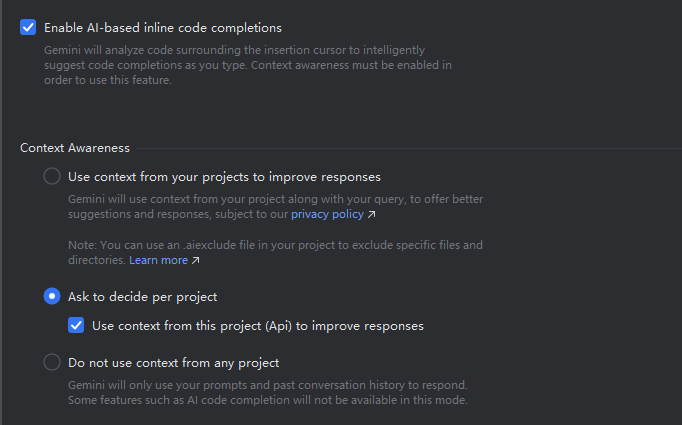 Enable AI-based inline code completions
Gemini will analyze code surrounding the insertion cursor to intelligently
suggest code completions as you type. Context awareness must be enabled in
order to use this feature.
Context Awareness
Use context from your projects to improve responses
Gemini will use context from your project along with your query, to offer better
suggestions and responses, subject to our privacy policy ↗
Note: You can use an .aiexclude file in your project to exclude specific files and
directories. Learn more ↗
Ask to decide per project
Use context from this project (Api) to improve responses
Do not use context from any project
Gemini will only use your prompts and past conversation history to respond.
Some features such as AI code completion will not be available in this mode.